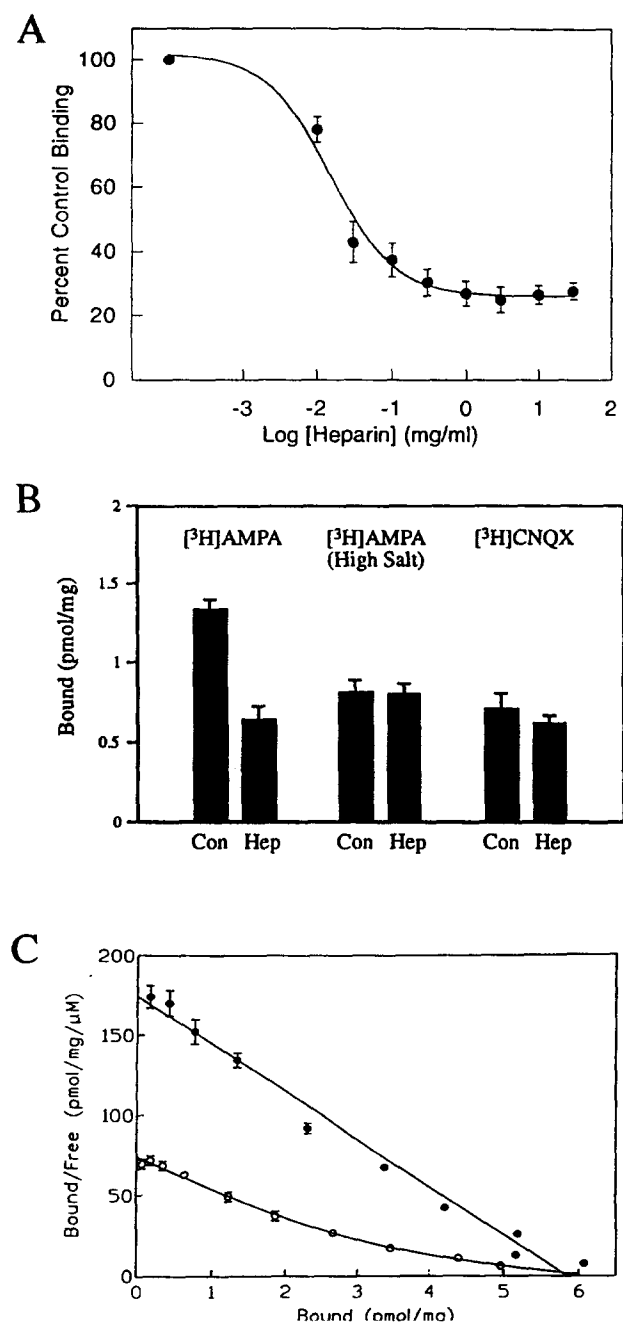 A
100
80
60
40
20
0
Percent Control Binding
-3 -2 -1 0 1 2
Log [Heparin] (mg/ml)
B
2
1.5
1
0.5
0
Bound (pmol/mg)
[³H]AMPA [³H]AMPA [³H]CNQX
(High Salt)
Con Hep Con Hep Con Hep
C
200
150
100
50
0
Bound/Free (pmol/mg/μM)
0 1 2 3 4 5 6
Bound (pmol/mg)